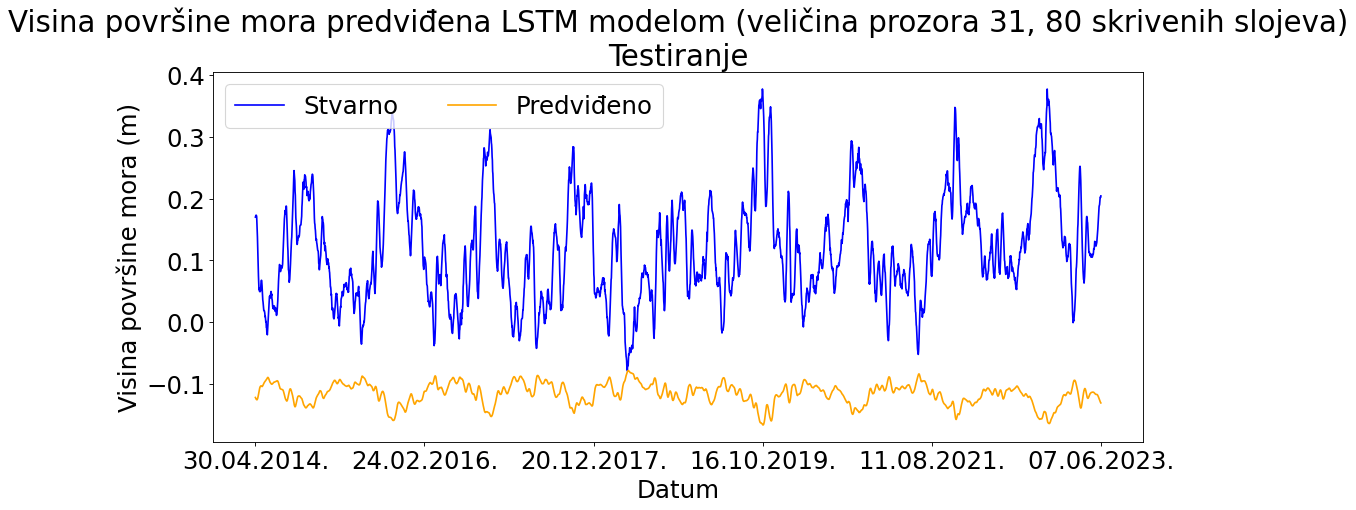 Visina površine mora predviđena LSTM modelom (veličina prozora 31, 80 skrivenih slojeva)
Testiranje
Stvarno Predviđeno
Visina površine mora (m)
0.4
0.3
0.2
0.1
0.0
−0.1
30.04.2014. 24.02.2016. 20.12.2017. 16.10.2019. 11.08.2021. 07.06.2023.
Datum